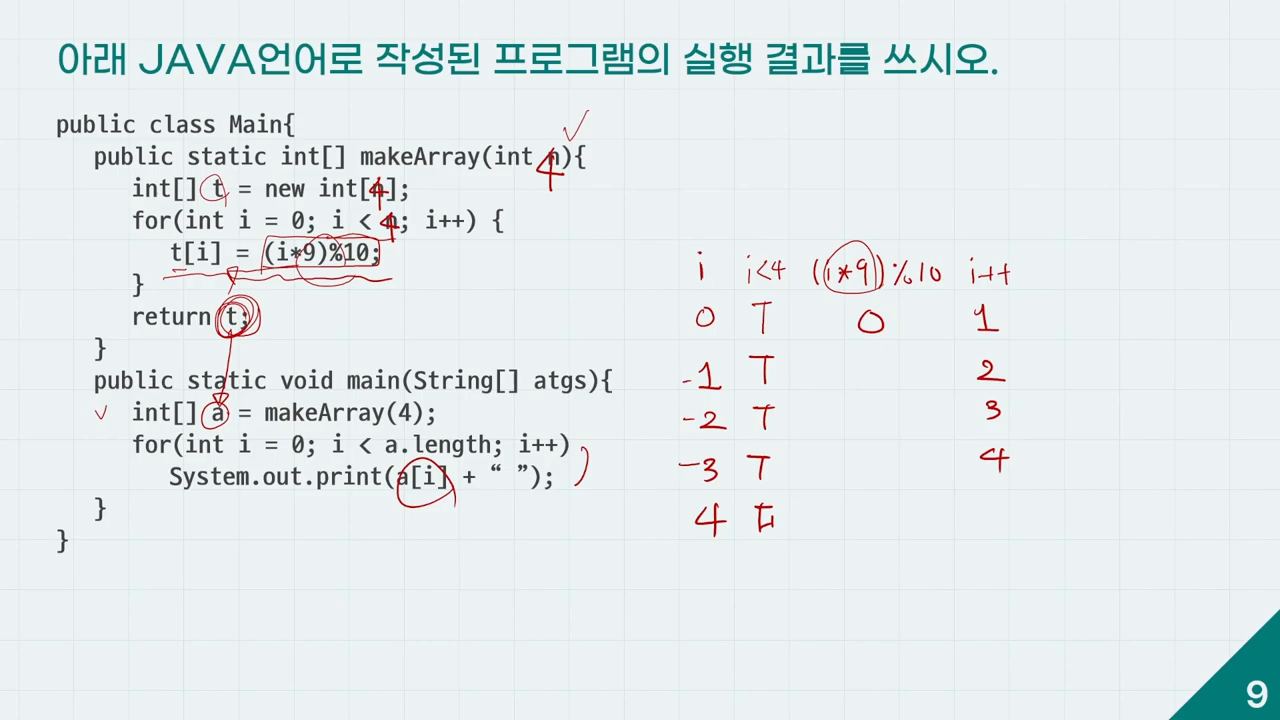 아래 JAVA언어로 작성된 프로그램의 실행 결과를 쓰시오.
public class Main{
public static int[] makeArray(int n){
4
int[] t = new int[n];
4
for(int i = 0; i < n; i++) {
4
t[i] = (i*9)%10;
}
return t;
}
public static void main(String[] atgs){
int[] a = makeArray(4);
for(int i = 0; i < a.length; i++)
System.out.print(a[i] + “ ”);
}
}
i i<4 (i*9)%10 i++
0 T 0 1
-1 T 2
-2 T 3
-3 T 4
4
9